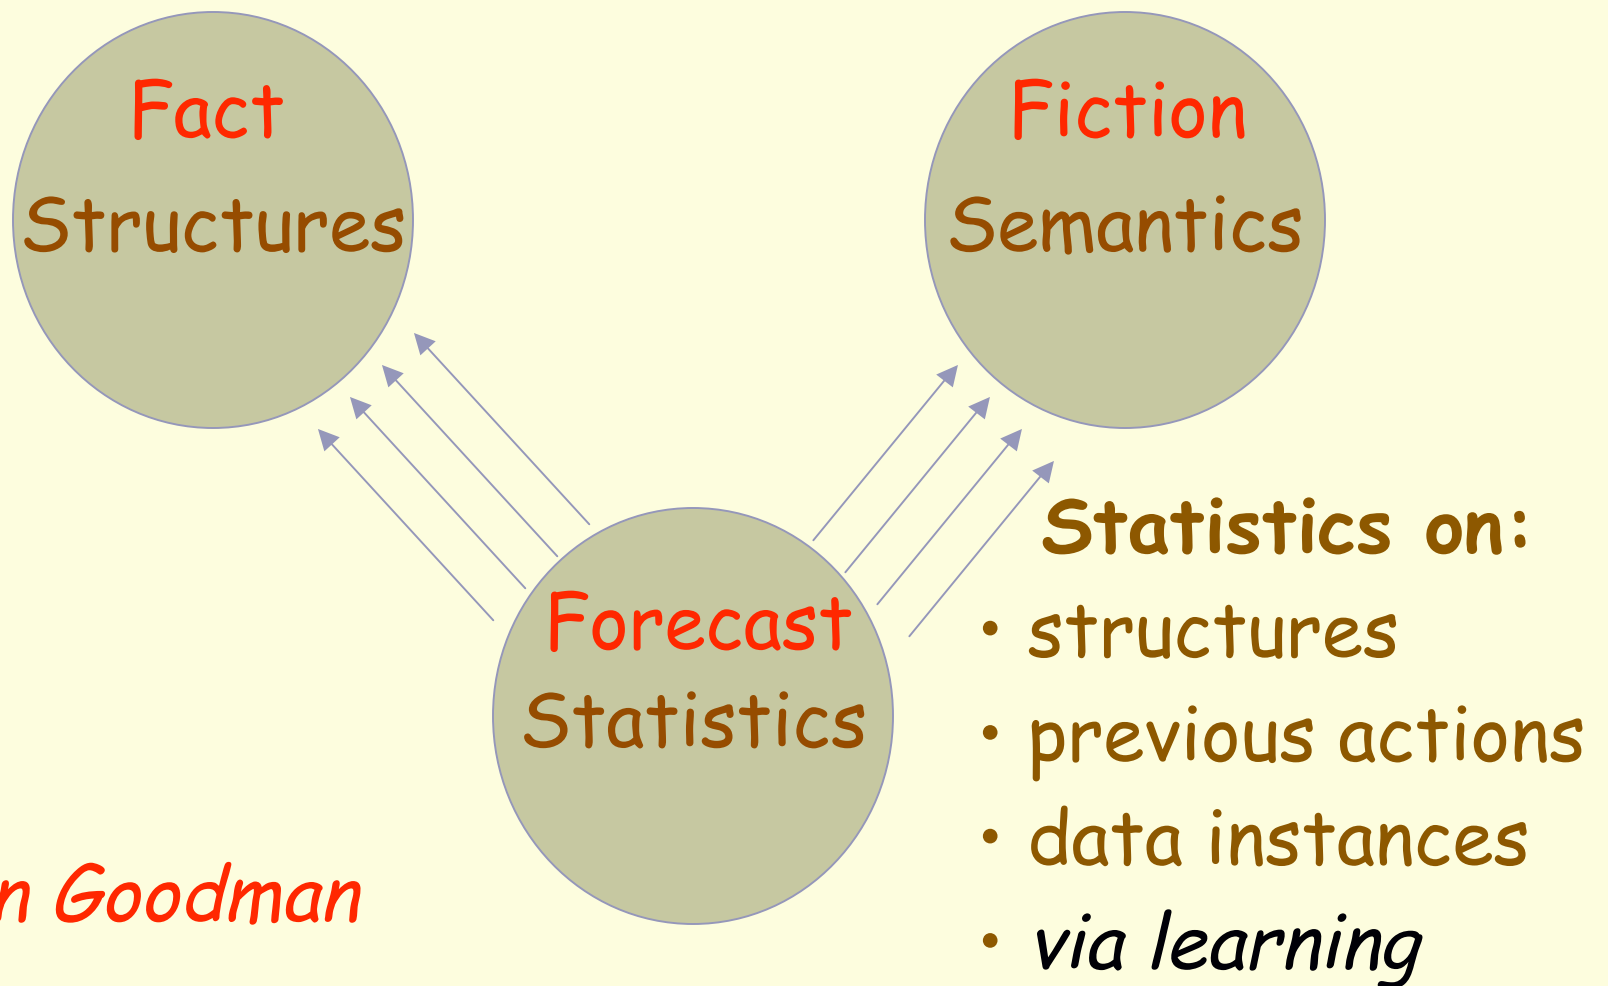 Fact
Structures
Fiction
Semantics
Forecast
Statistics
Statistics on:
• structures
• previous actions
• data instances
• via learning
n Goodman